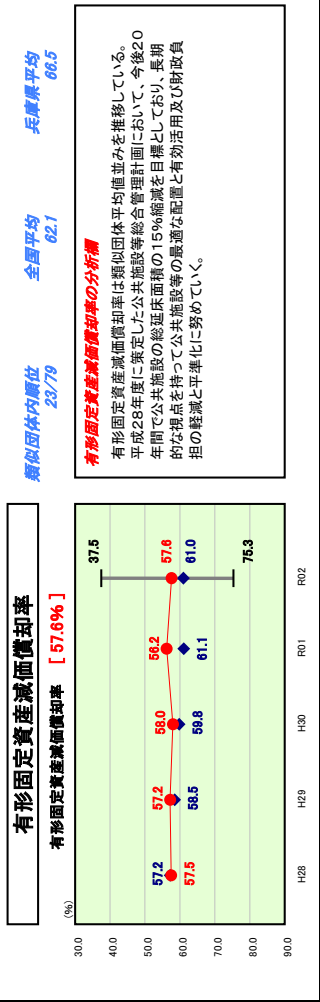 有形固定資産減価償却率
類似団体内順位
23/79
全国平均
62.1
兵庫県平均
66.5
有形固定資産減価償却率 [ 57.6% ]
(%)
30.0
40.0
50.0
60.0
70.0
80.0
90.0
57.2
57.5
57.2
58.5
58.0
59.8
56.2
61.1
37.5
57.6
61.0
75.3
H28
H29
H30
R01
R02
有形固定資産減価償却率の分析欄
有形固定資産減価償却率は類似団体平均値並みを推移している。
平成28年度に策定した公共施設等総合管理計画において、今後20
年間で公共施設の総延床面積の15%縮減を目標としており、長期
的な視点を持って公共施設等の最適な配置と有効活用及び財政負
担の軽減と平準化に努めていく。